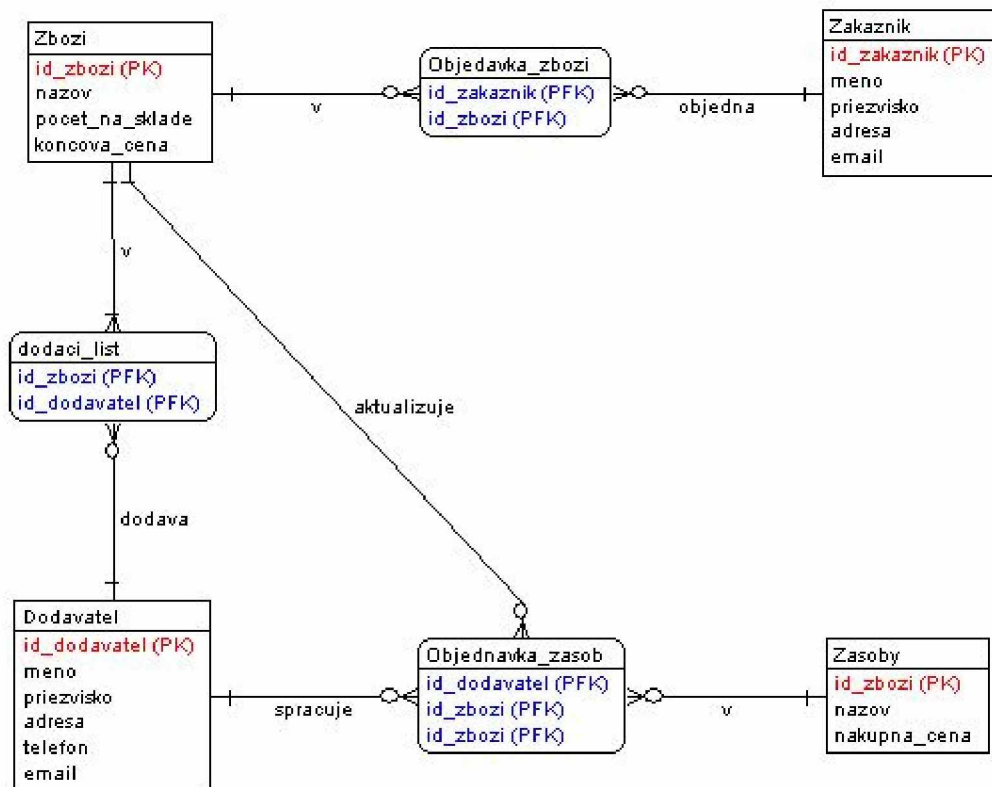 Zbozi
id_zbozi (PK)
nazov
pocet_na_sklade
koncova_cena
v
Objedavka_zbozi
id_zakaznik (PFK)
id_zbozi (PFK)
objedna
Zakaznik
id_zakaznik (PK)
meno
priezvisko
adresa
email
v
dodaci_list
id_zbozi (PFK)
id_dodavatel (PFK)
aktualizuje
dodava
Dodavatel
id_dodavatel (PK)
meno
priezvisko
adresa
telefon
email
spracuje
Objednavka_zasob
id_dodavatel (PFK)
id_zbozi (PFK)
id_zbozi (PFK)
v
Zasoby
id_zbozi (PK)
nazov
nakupna_cena